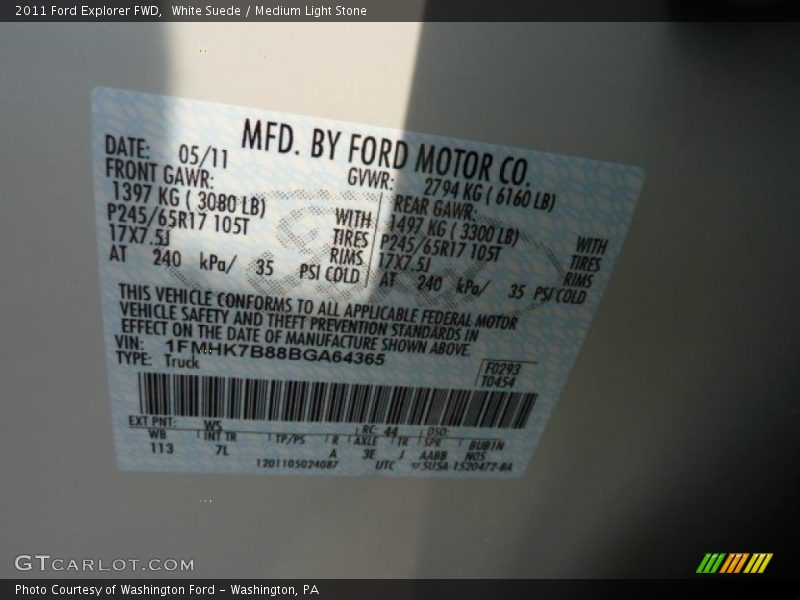 2011 Ford Explorer FWD,  White Suede / Medium Light Stone
MFD. BY FORD MOTOR CO.
DATE: 05/11 GVWR: 2794 KG ( 6160 LB)
FRONT GAWR: REAR GAWR:
1397 KG ( 3080 LB) WITH 1497 KG ( 3300 LB) WITH
P245/65R17 105T TIRES P245/65R17 105T TIRES
17X7.5J RIMS 17X7.5J RIMS
AT 240 kPa/ 35 PSI COLD AT 240 kPa/ 35 PSI COLD
THIS VEHICLE CONFORMS TO ALL APPLICABLE FEDERAL MOTOR
VEHICLE SAFETY AND THEFT PREVENTION STANDARDS IN
EFFECT ON THE DATE OF MANUFACTURE SHOWN ABOVE.
VIN: 1FMHK7B88BGA64365
TYPE: Truck
F0293
T0454
EXT PNT: WS RC: 44 DSO:
WB INT TR TP/PS R AXLE TR SPR BUBTN
113 7L A 3E J AABB N05
1201105024087 UTC 5U5A-1520472-BA
GTCARLOT.COM
Photo Courtesy of Washington Ford - Washington, PA